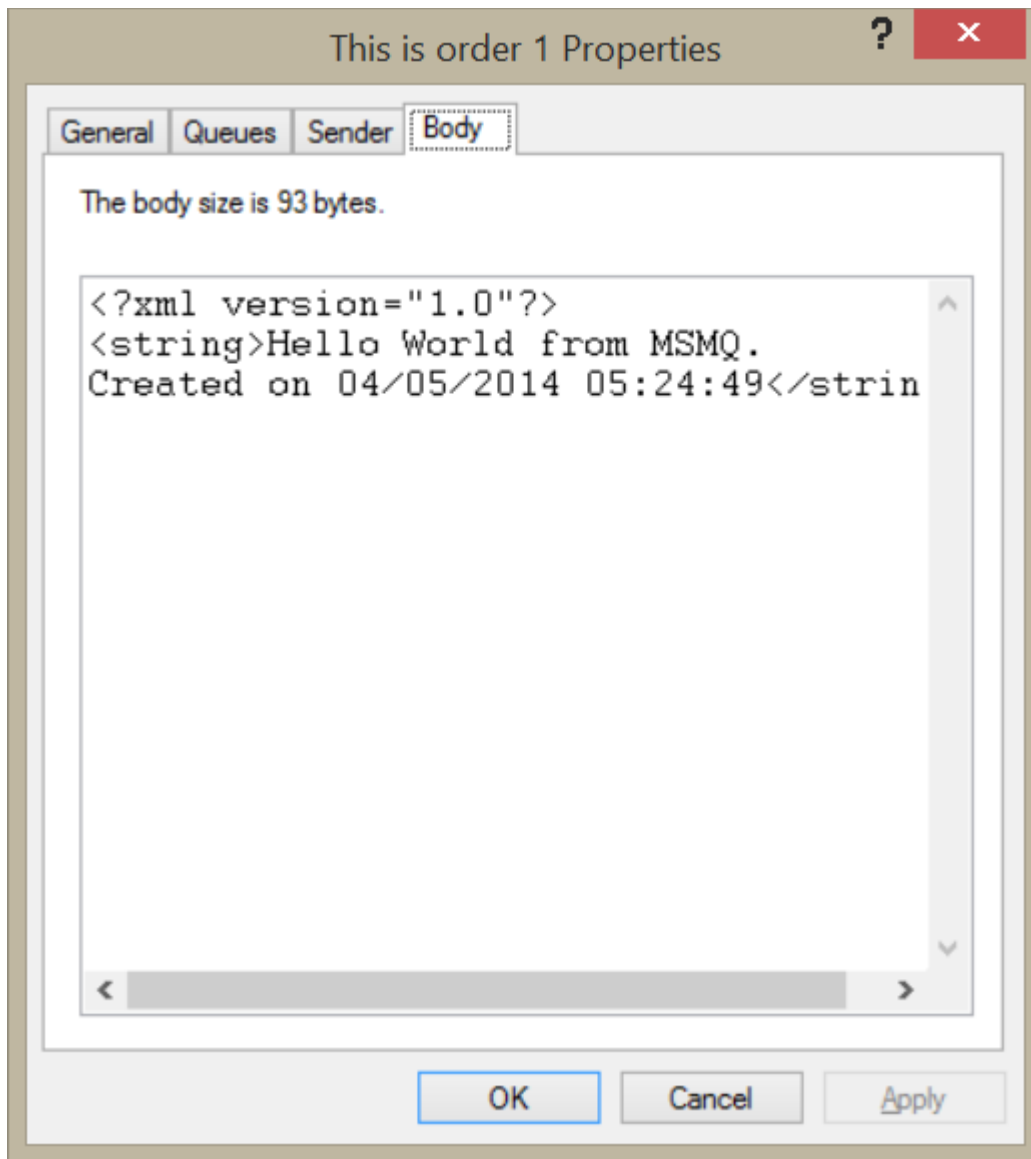 This is order 1 Properties
General Queues Sender Body
The body size is 93 bytes.
<?xml version="1.0"?>
<string>Hello World from MSMQ.
Created on 04/05/2014 05:24:49</strin
OK Cancel Apply